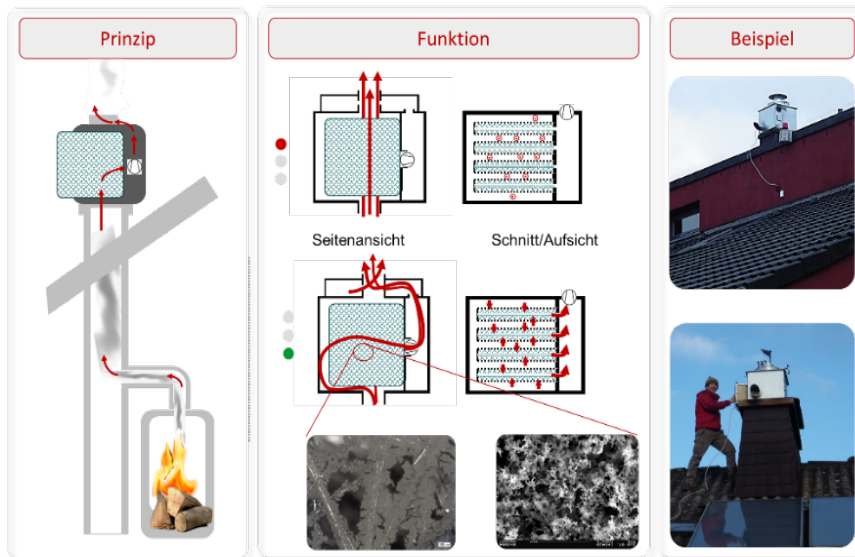 Prinzip
Funktion
Beispiel
Seitenansicht
Schnitt/Aufsicht